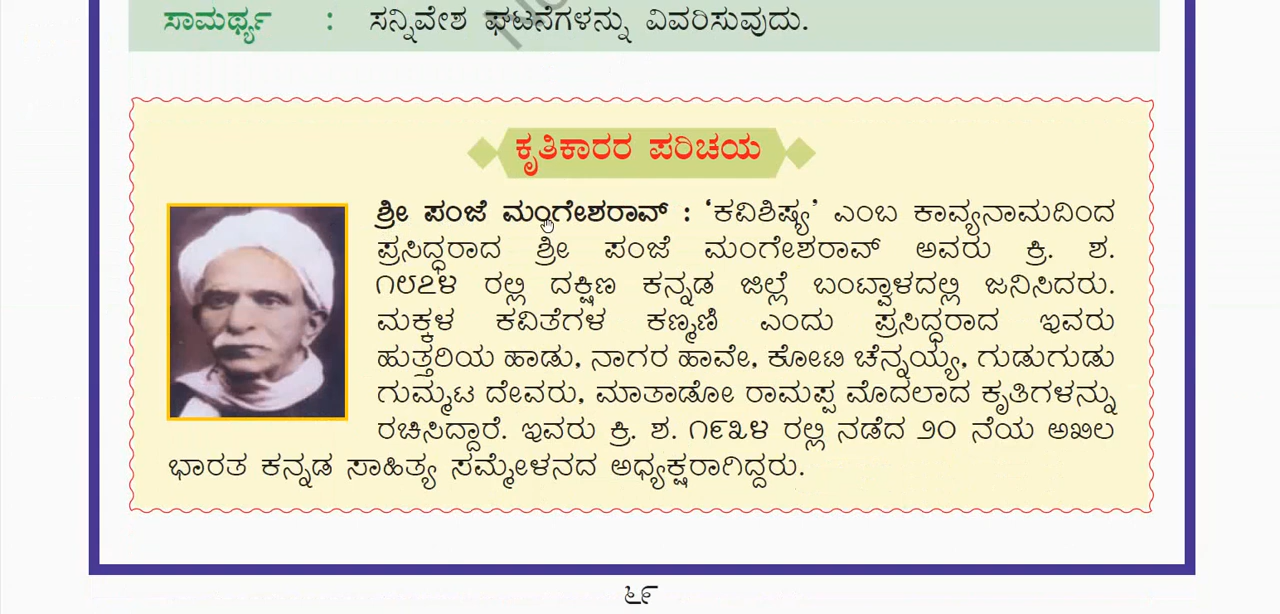 ಸಾಮರ್ಥ್ಯ : ಸನ್ನಿವೇಶ ಘಟನೆಗಳನ್ನು ವಿವರಿಸುವುದು.
ಕೃತಿಕಾರರ ಪರಿಚಯ
ಶ್ರೀ ಪಂಜೆ ಮಂಗೇಶರಾವ್ : ‘ಕವಿಶಿಷ್ಯ’ ಎಂಬ ಕಾವ್ಯನಾಮದಿಂದ
ಪ್ರಸಿದ್ಧರಾದ ಶ್ರೀ ಪಂಜೆ ಮಂಗೇಶರಾವ್ ಅವರು ಕ್ರಿ. ಶ.
೧೮೭೪ ರಲ್ಲಿ ದಕ್ಷಿಣ ಕನ್ನಡ ಜಿಲ್ಲೆ ಬಂಟ್ವಾಳದಲ್ಲಿ ಜನಿಸಿದರು.
ಮಕ್ಕಳ ಕವಿತೆಗಳ ಕಣ್ಮಣಿ ಎಂದು ಪ್ರಸಿದ್ಧರಾದ ಇವರು
ಹುತ್ತರಿಯ ಹಾಡು, ನಾಗರ ಹಾವೇ, ಕೋಟಿ ಚೆನ್ನಯ್ಯ, ಗುಡುಗುಡು
ಗುಮ್ಮಟ ದೇವರು, ಮಾತಾಡೋ ರಾಮಪ್ಪ ಮೊದಲಾದ ಕೃತಿಗಳನ್ನು
ರಚಿಸಿದ್ದಾರೆ. ಇವರು ಕ್ರಿ. ಶ. ೧೯೩೪ ರಲ್ಲಿ ನಡೆದ ೨೦ ನೆಯ ಅಖಿಲ
ಭಾರತ ಕನ್ನಡ ಸಾಹಿತ್ಯ ಸಮ್ಮೇಳನದ ಅಧ್ಯಕ್ಷರಾಗಿದ್ದರು.
೬೯